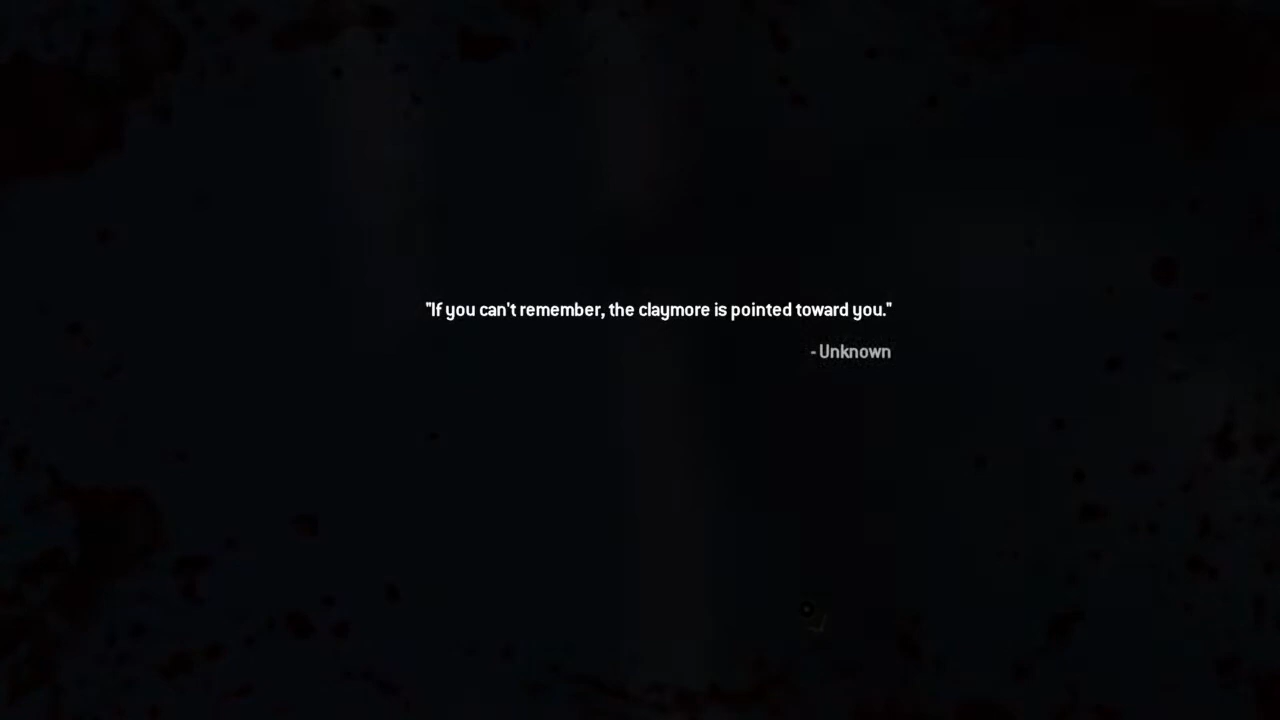 "If you can't remember, the claymore is pointed toward you."
- Unknown